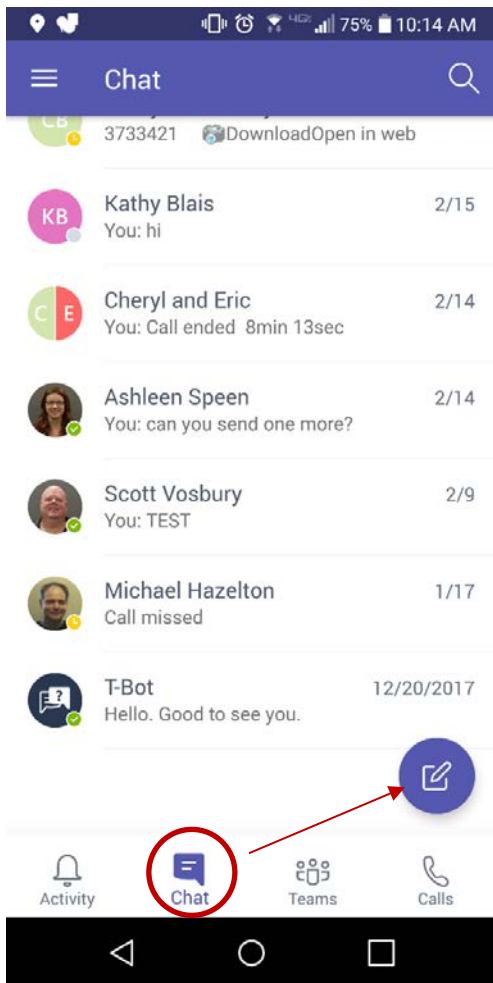 75% 10:14 AM
Chat
CB
3733421 DownloadOpen in web
KB
Kathy Blais 2/15
You: hi
C E
Cheryl and Eric 2/14
You: Call ended 8min 13sec
Ashleen Speen 2/14
You: can you send one more?
Scott Vosbury 2/9
You: TEST
Michael Hazelton 1/17
Call missed
T-Bot 12/20/2017
Hello. Good to see you.
Activity Chat Teams Calls